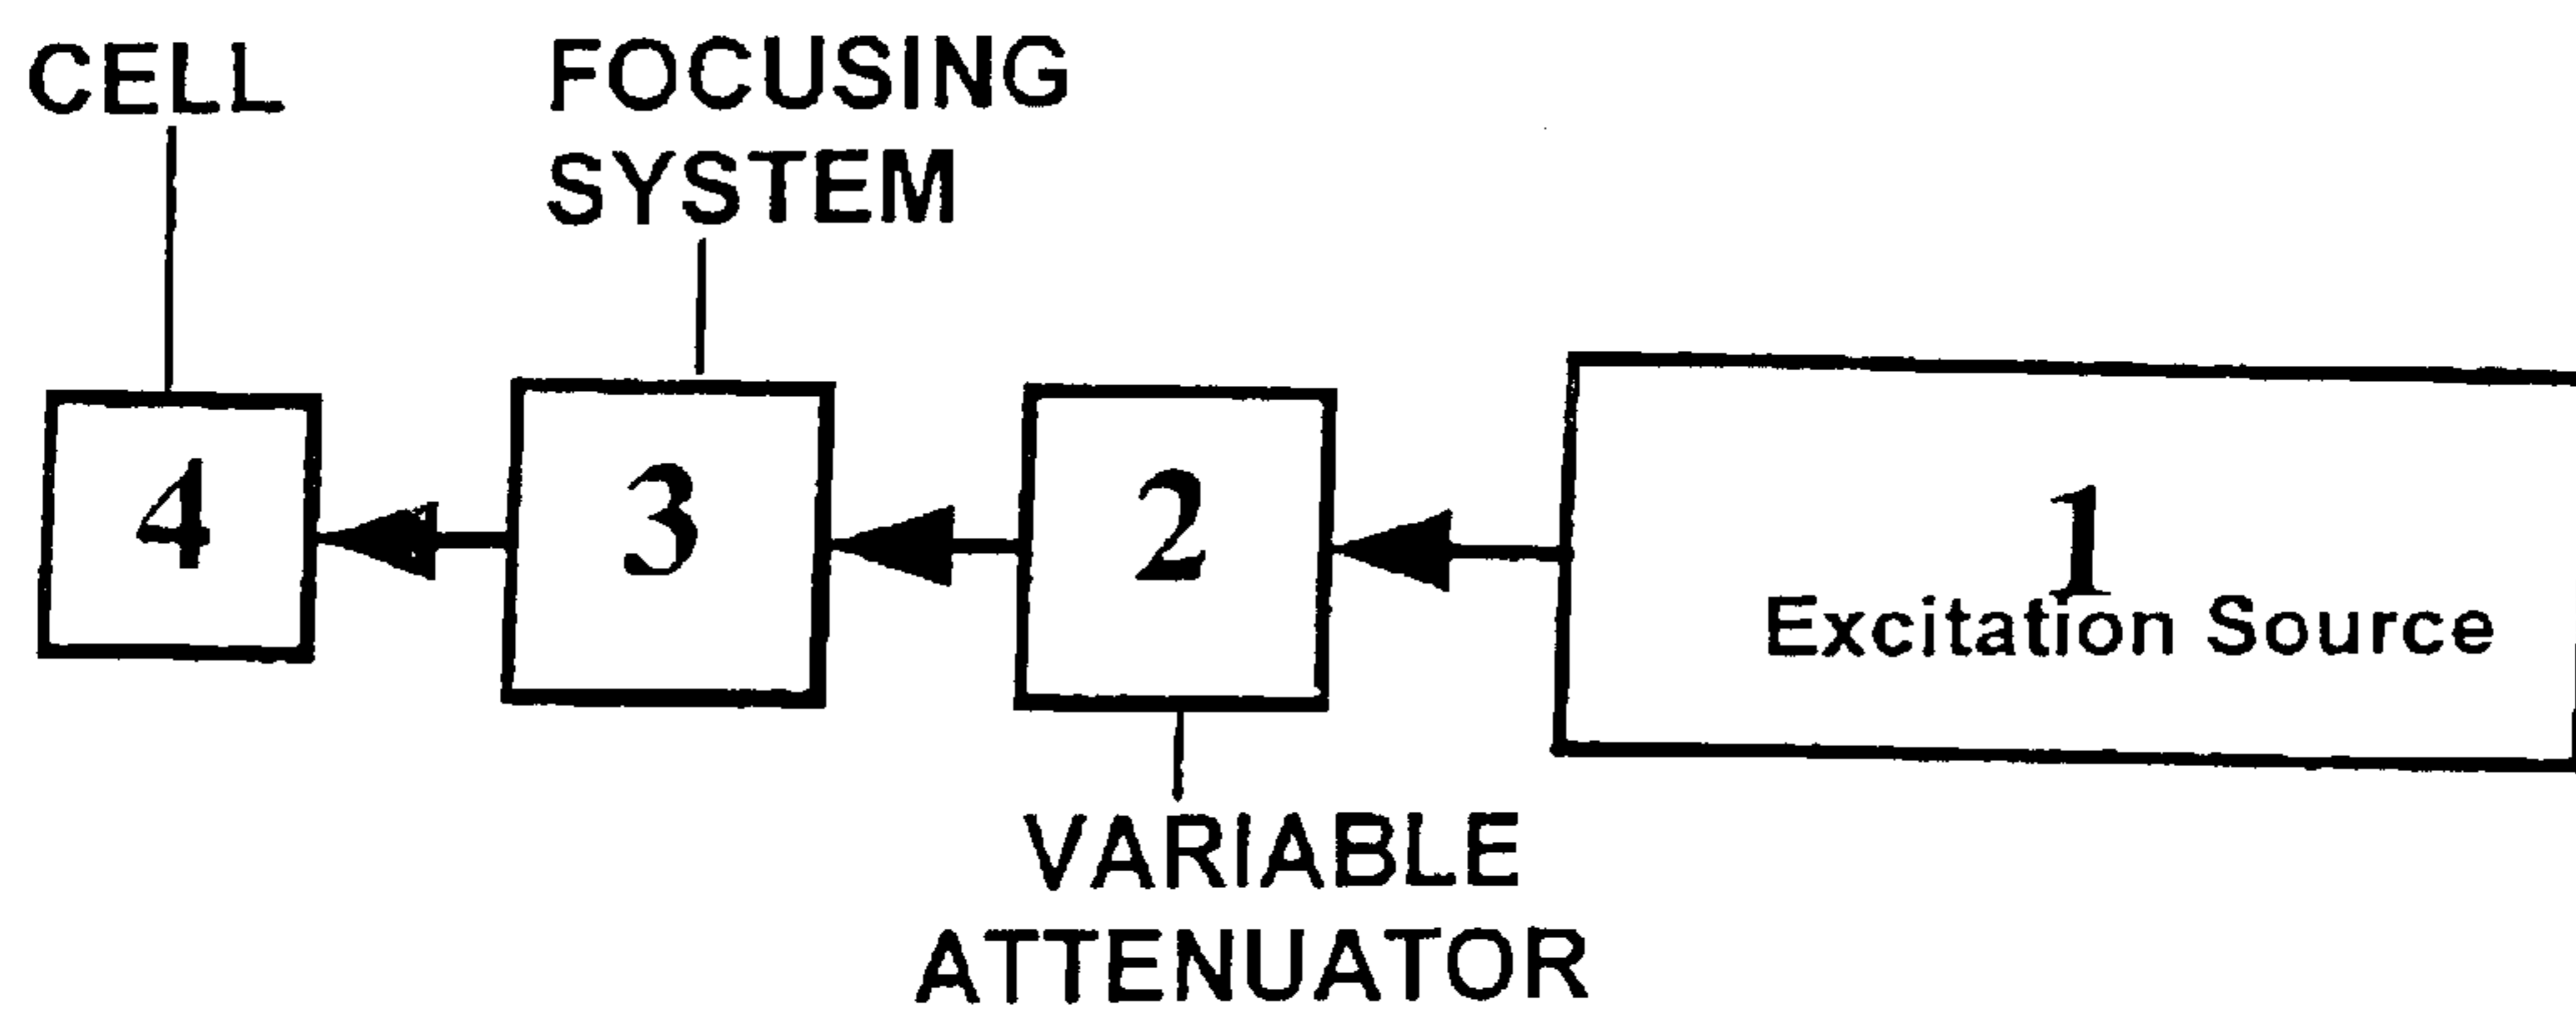 CELL
FOCUSING
SYSTEM
4
3
2
1
Excitation Source
VARIABLE
ATTENUATOR